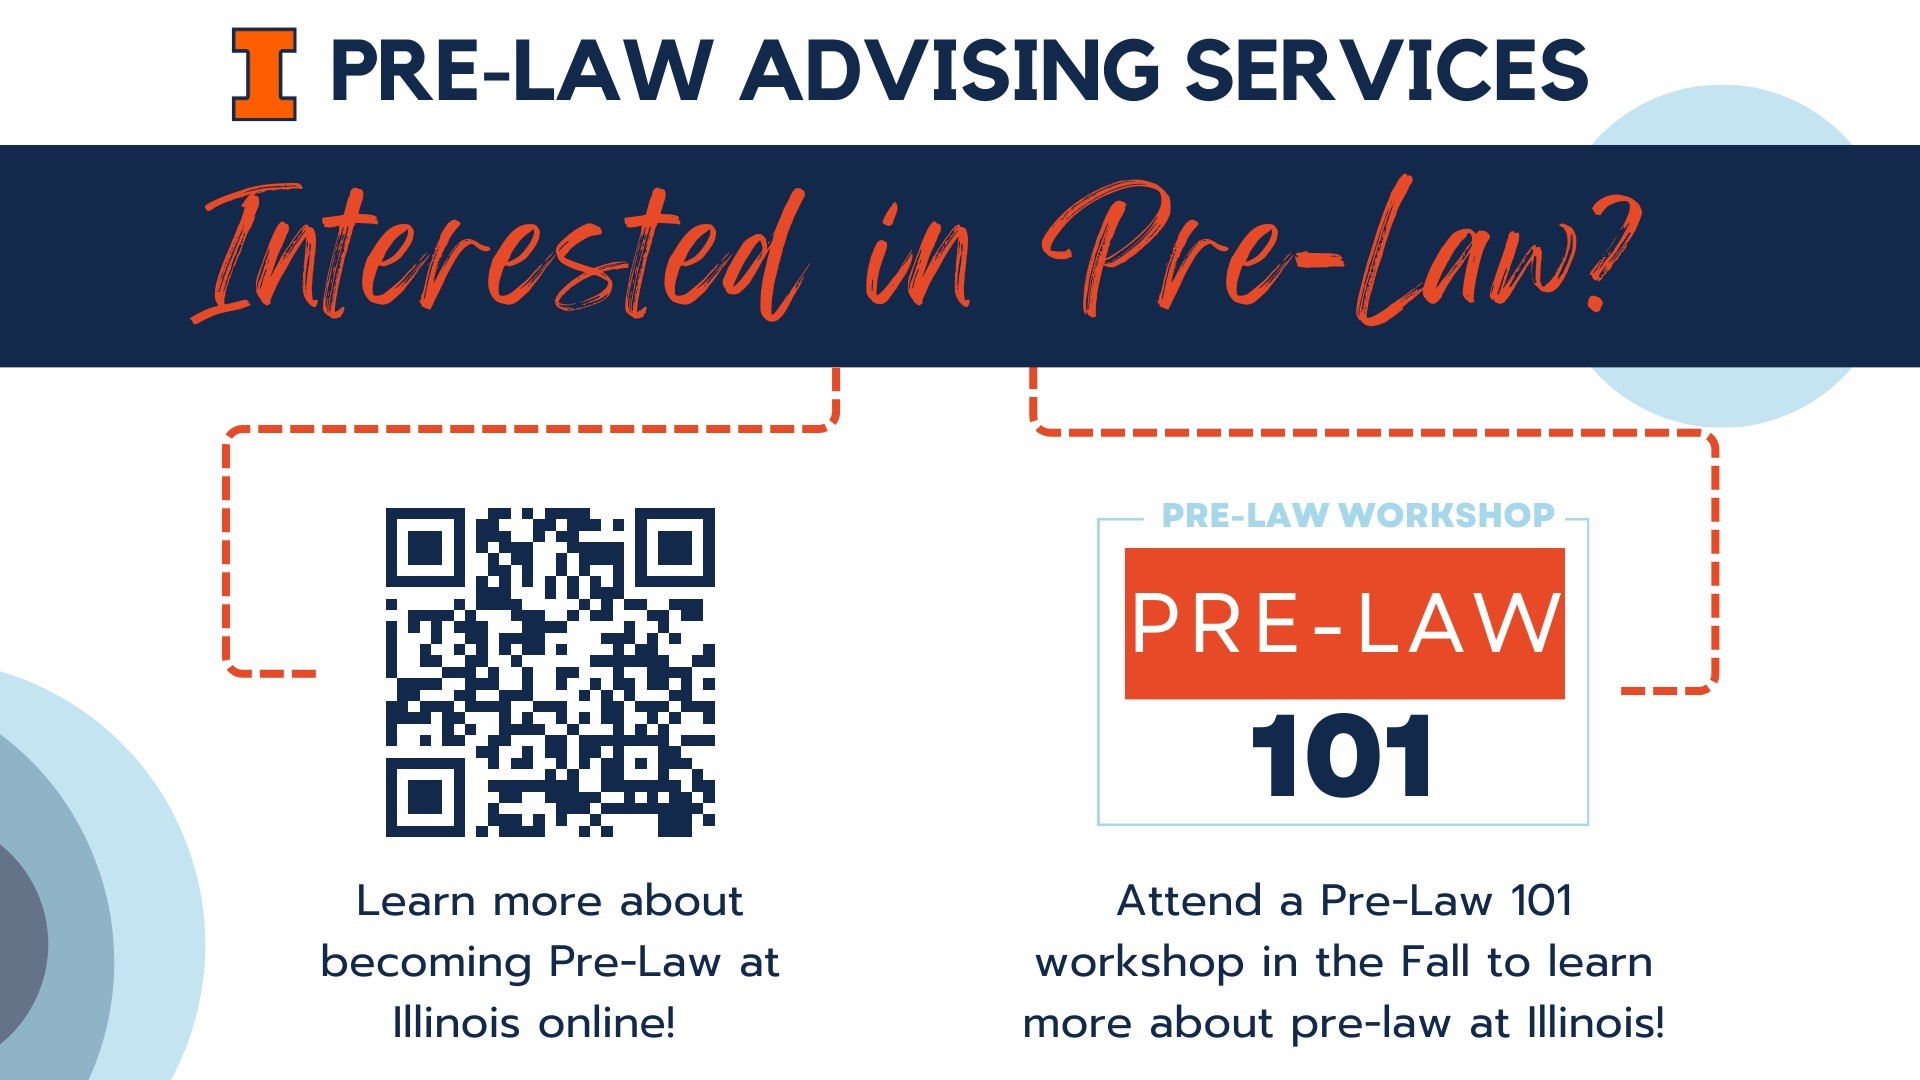 I PRE-LAW ADVISING SERVICES
Interested in Pre-Law?
Learn more about
becoming Pre-Law at
Illinois online!
PRE-LAW WORKSHOP
PRE-LAW
101
Attend a Pre-Law 101
workshop in the Fall to learn
more about pre-law at Illinois!